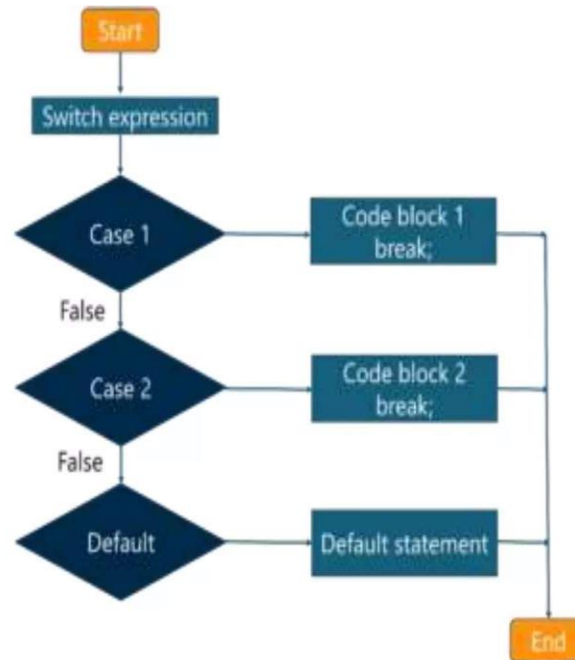 Start
Switch expression
Case 1
Code block 1
break;
False
Case 2
Code block 2
break;
False
Default
Default statement
End